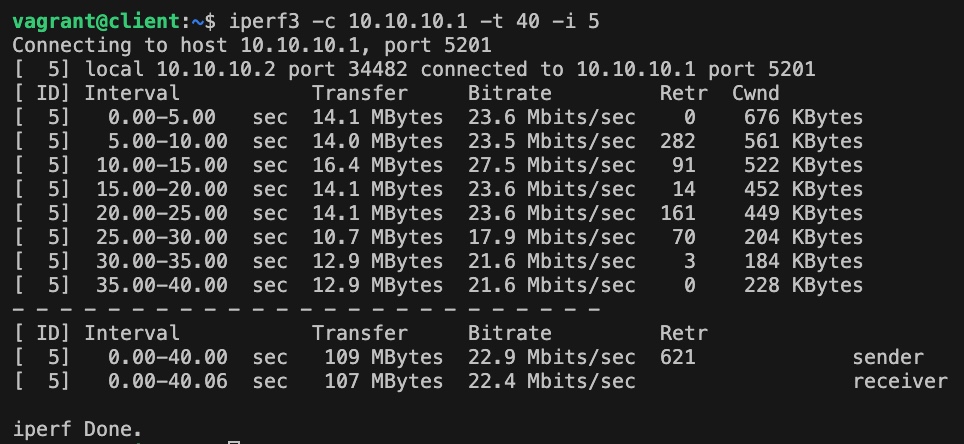 vagrant@client:~$ iperf3 -c 10.10.10.1 -t 40 -i 5
Connecting to host 10.10.10.1, port 5201
[  5] local 10.10.10.2 port 34482 connected to 10.10.10.1 port 5201
[ ID] Interval           Transfer     Bitrate         Retr  Cwnd
[  5]   0.00-5.00   sec  14.1 MBytes  23.6 Mbits/sec    0    676 KBytes
[  5]   5.00-10.00  sec  14.0 MBytes  23.5 Mbits/sec  282    561 KBytes
[  5]  10.00-15.00  sec  16.4 MBytes  27.5 Mbits/sec   91    522 KBytes
[  5]  15.00-20.00  sec  14.1 MBytes  23.6 Mbits/sec   14    452 KBytes
[  5]  20.00-25.00  sec  14.1 MBytes  23.6 Mbits/sec  161    449 KBytes
[  5]  25.00-30.00  sec  10.7 MBytes  17.9 Mbits/sec   70    204 KBytes
[  5]  30.00-35.00  sec  12.9 MBytes  21.6 Mbits/sec    3    184 KBytes
[  5]  35.00-40.00  sec  12.9 MBytes  21.6 Mbits/sec    0    228 KBytes
- - - - - - - - - - - - - - - - - - - - - - - - -
[ ID] Interval           Transfer     Bitrate         Retr
[  5]   0.00-40.00  sec   109 MBytes  22.9 Mbits/sec  621             sender
[  5]   0.00-40.06  sec   107 MBytes  22.4 Mbits/sec                  receiver

iperf Done.